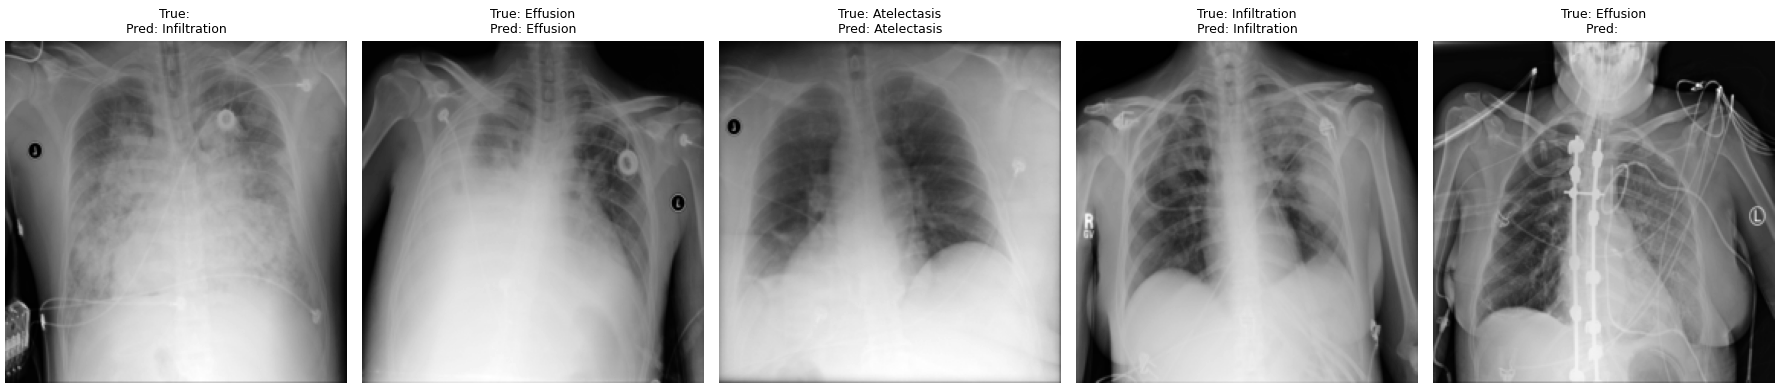 True:
Pred: Infiltration
True: Effusion
Pred: Effusion
True: Atelectasis
Pred: Atelectasis
True: Infiltration
Pred: Infiltration
R
True: Effusion
Pred:
L